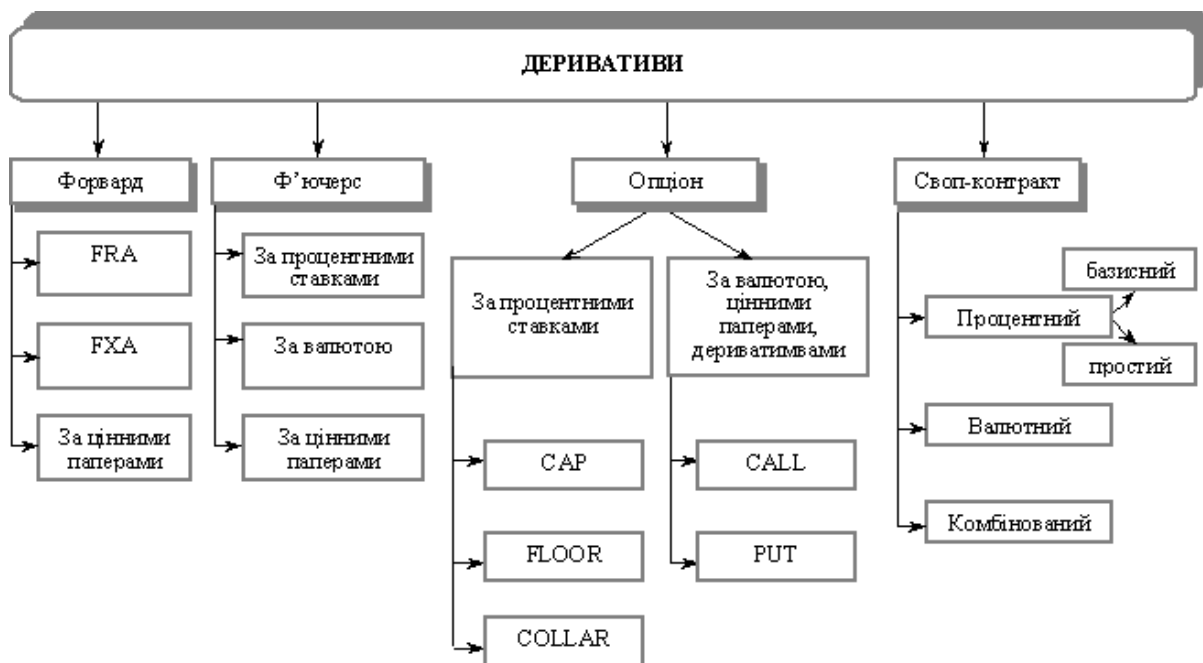 ДЕРИВАТИВИ
Форвард
Ф’ючерс
Опціон
Своп-контракт
FRA
FXA
За цінними
паперами
За процентними
ставками
За валютою
За цінними
паперами
За процентними
ставками
CAP
FLOOR
COLLAR
За валютою,
цінними
паперами,
дериватимвами
CALL
PUT
Процентний
базисний
простий
Валютний
Комбінований